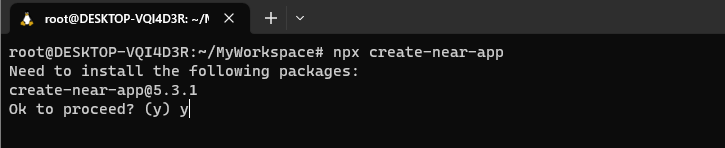 root@DESKTOP-VQI4D3R: ~/M
root@DESKTOP-VQI4D3R:~/MyWorkspace# npx create-near-app
Need to install the following packages:
create-near-app@5.3.1
Ok to proceed? (y) y